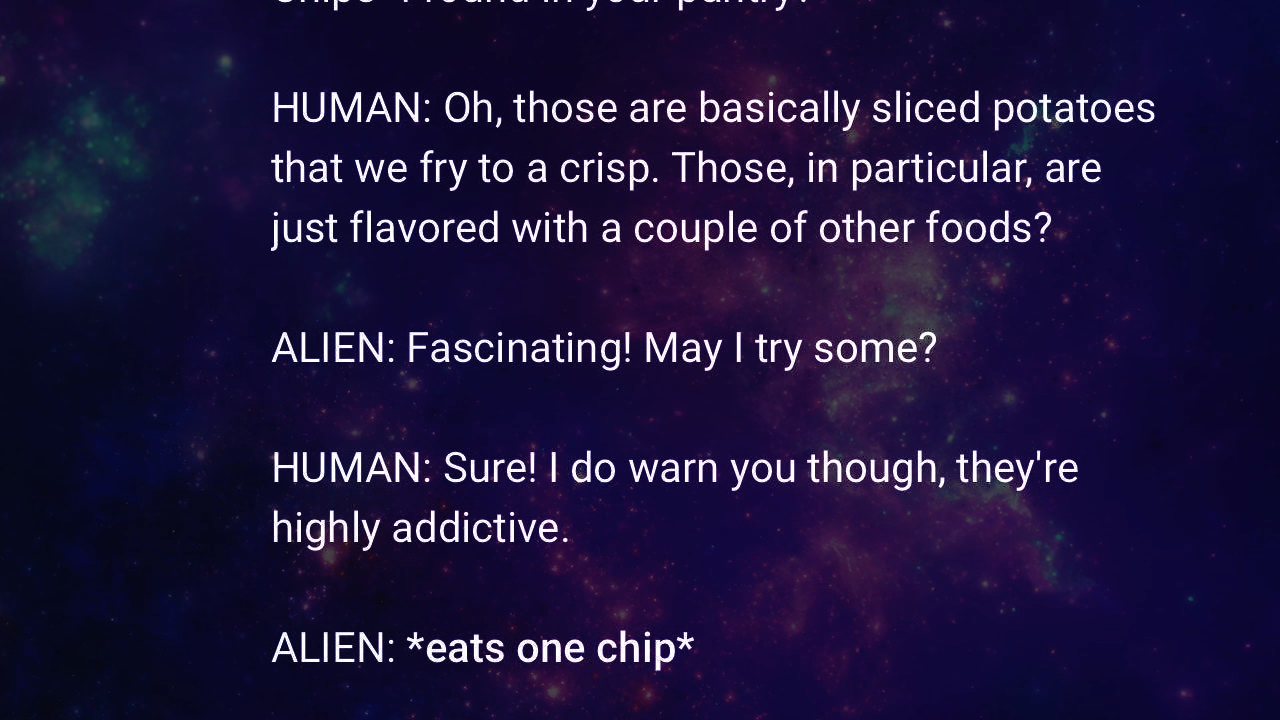 HUMAN: Oh, those are basically sliced potatoes
that we fry to a crisp. Those, in particular, are
just flavored with a couple of other foods?
ALIEN: Fascinating! May I try some?
HUMAN: Sure! I do warn you though, they're
highly addictive.
ALIEN: *eats one chip*